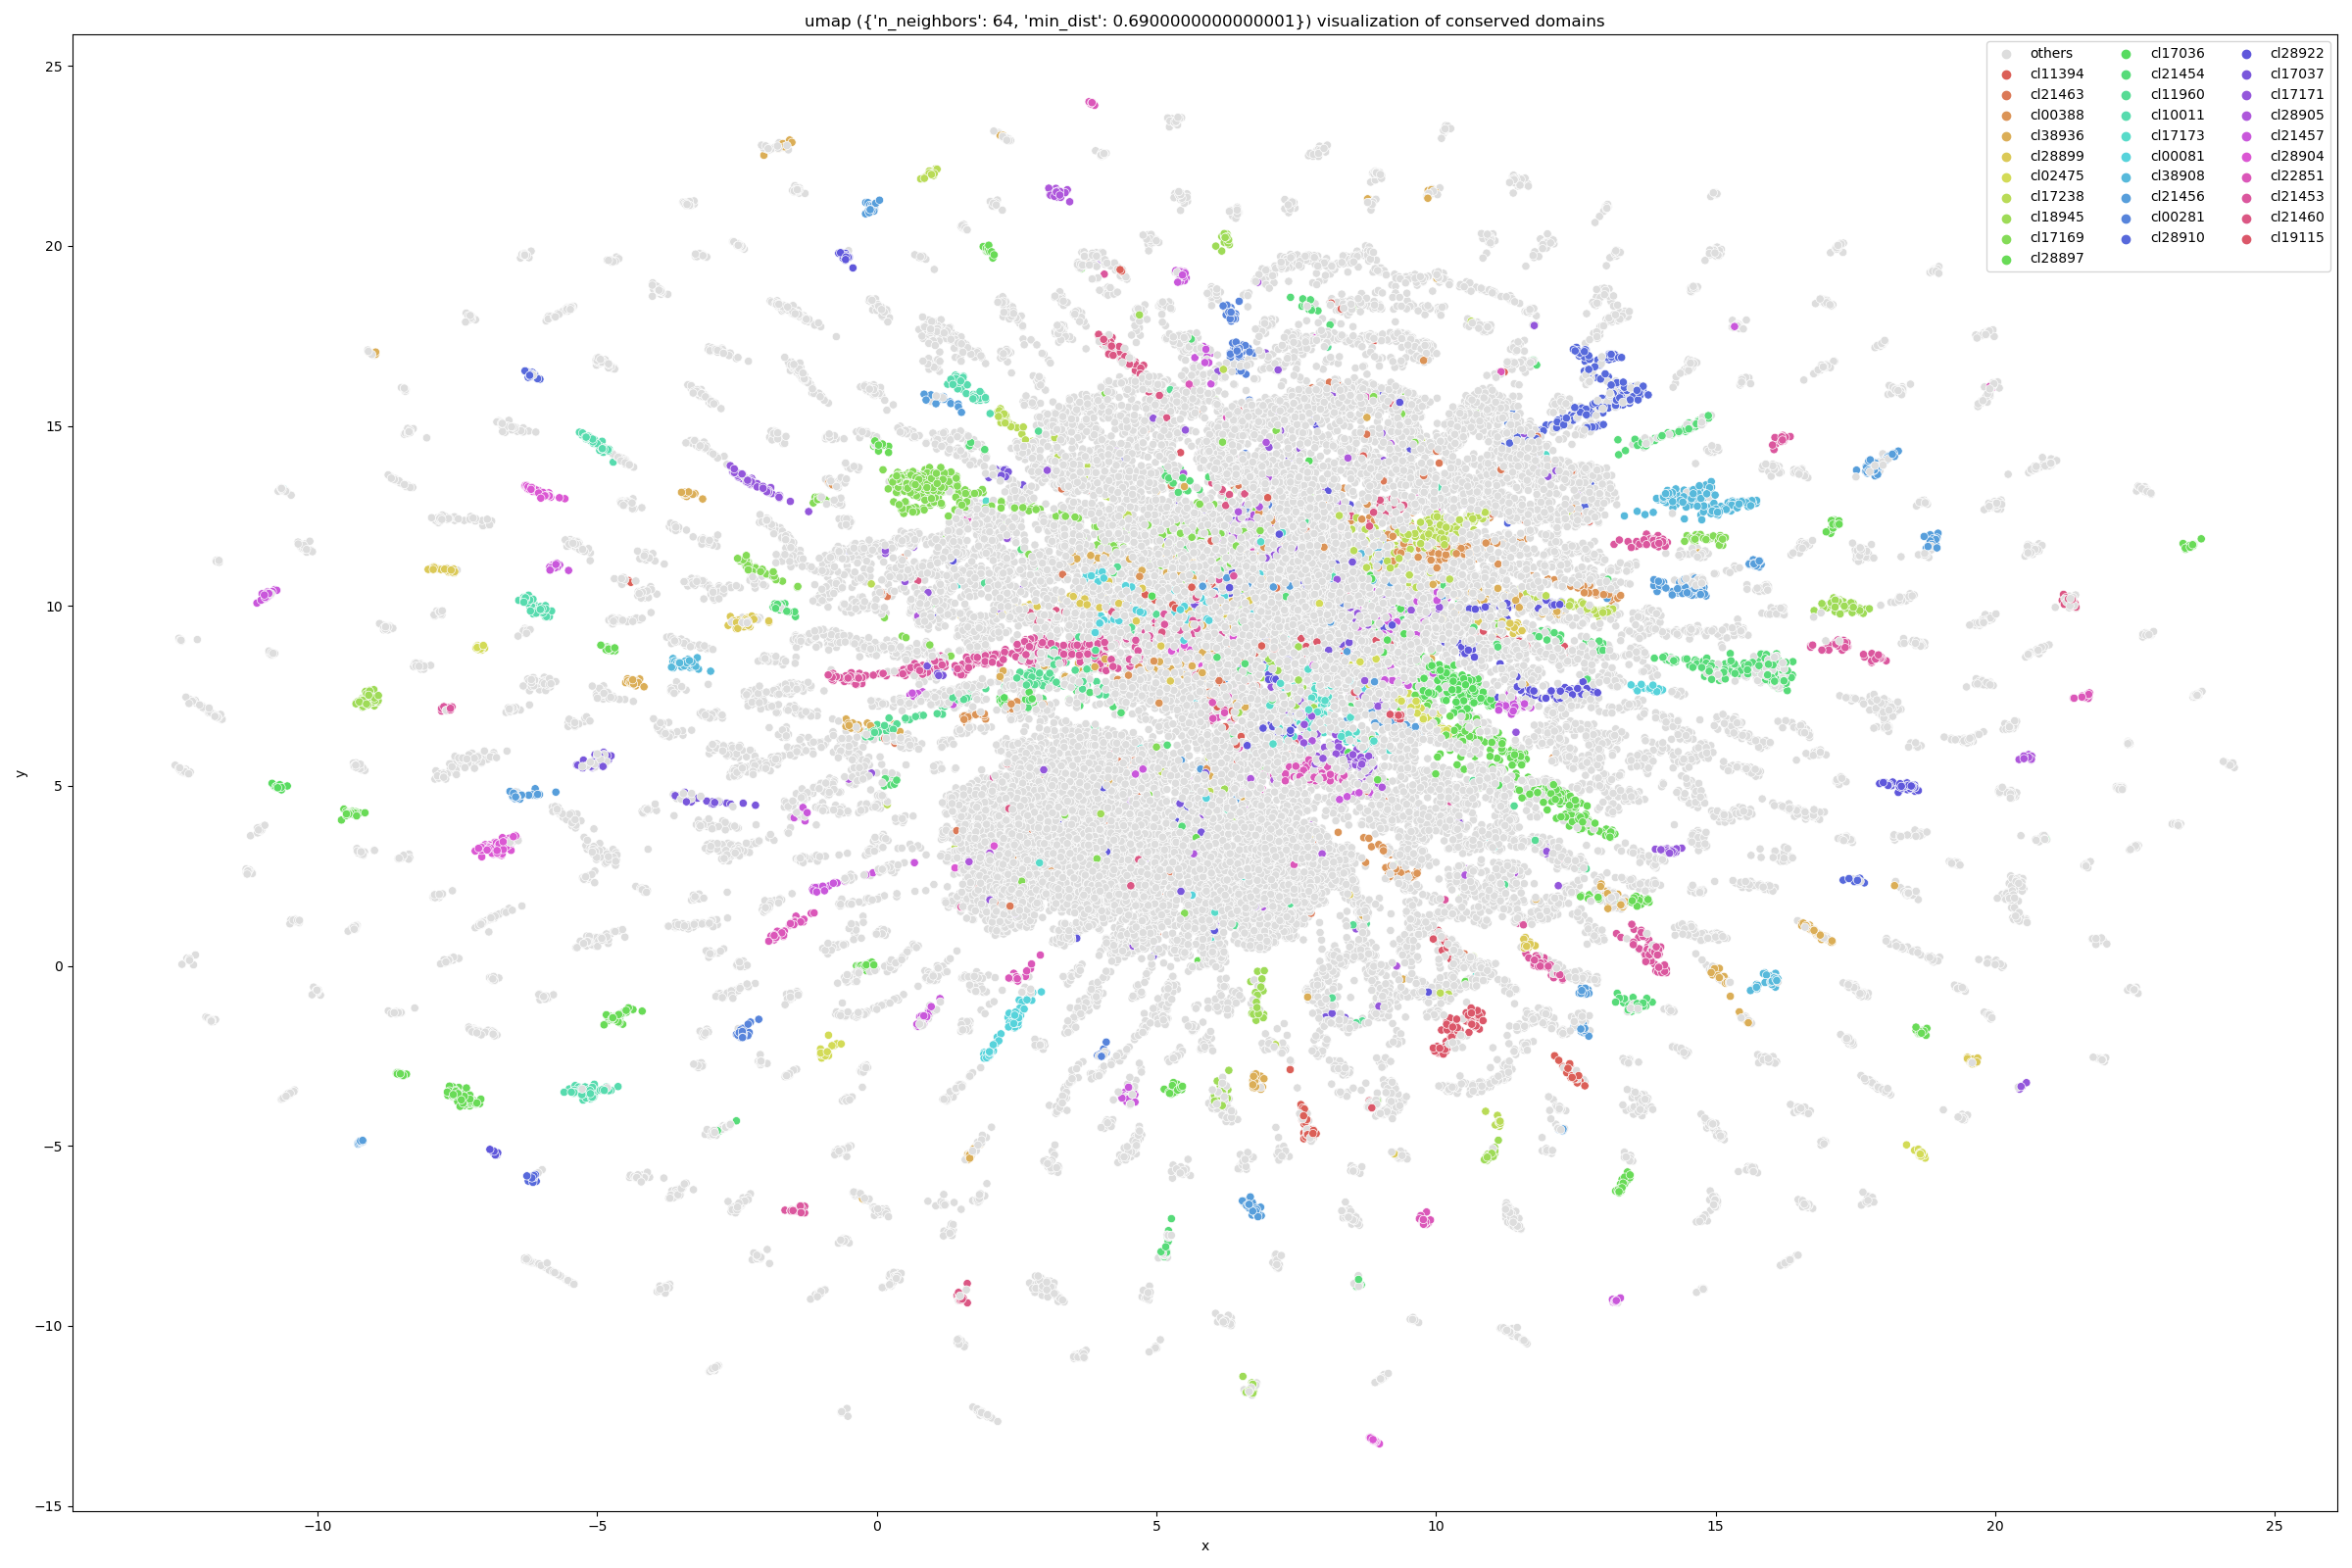 umap ({'n_neighbors': 64, 'min_dist': 0.6900000000000001}) visualization of conserved domains
others
cl11394
cl21463
cl00388
cl38936
cl28899
cl02475
cl17238
cl18945
cl17169
cl28897
cl17036
cl21454
cl11960
cl10011
cl17173
cl00081
cl38908
cl21456
cl00281
cl28910
cl28922
cl17037
cl17171
cl28905
cl21457
cl28904
cl22851
cl21453
cl21460
cl19115
25
20
15
10
5
0
−5
−10
−15
y
−10
−5
0
5
10
15
20
25
x